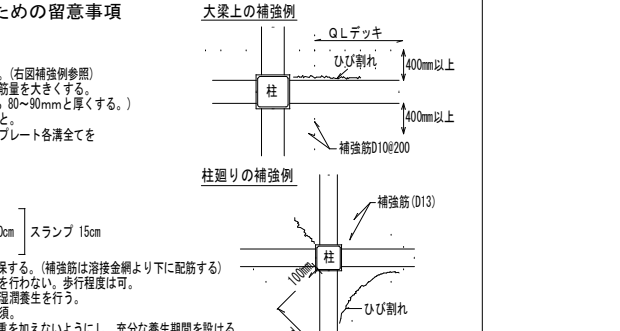 ための留意事項
。(右図補強例参照)
筋量を大きくする。
80~90mmと厚くする。)
と。
プレート各溝全てを
0cm
スランプ 15cm
保する。(補強筋は溶接金網より下に配筋する)
を行わない。歩行程度は可。
湿潤養生を行う。
須。
重を加えないようにし、充分な養生期間を設ける
大梁上の補強例
QLデッキ
ひび割れ
400mm以上
柱
400mm以上
補強筋D10@200
柱廻りの補強例
補強筋(D13)
柱
100mm
ひび割れ